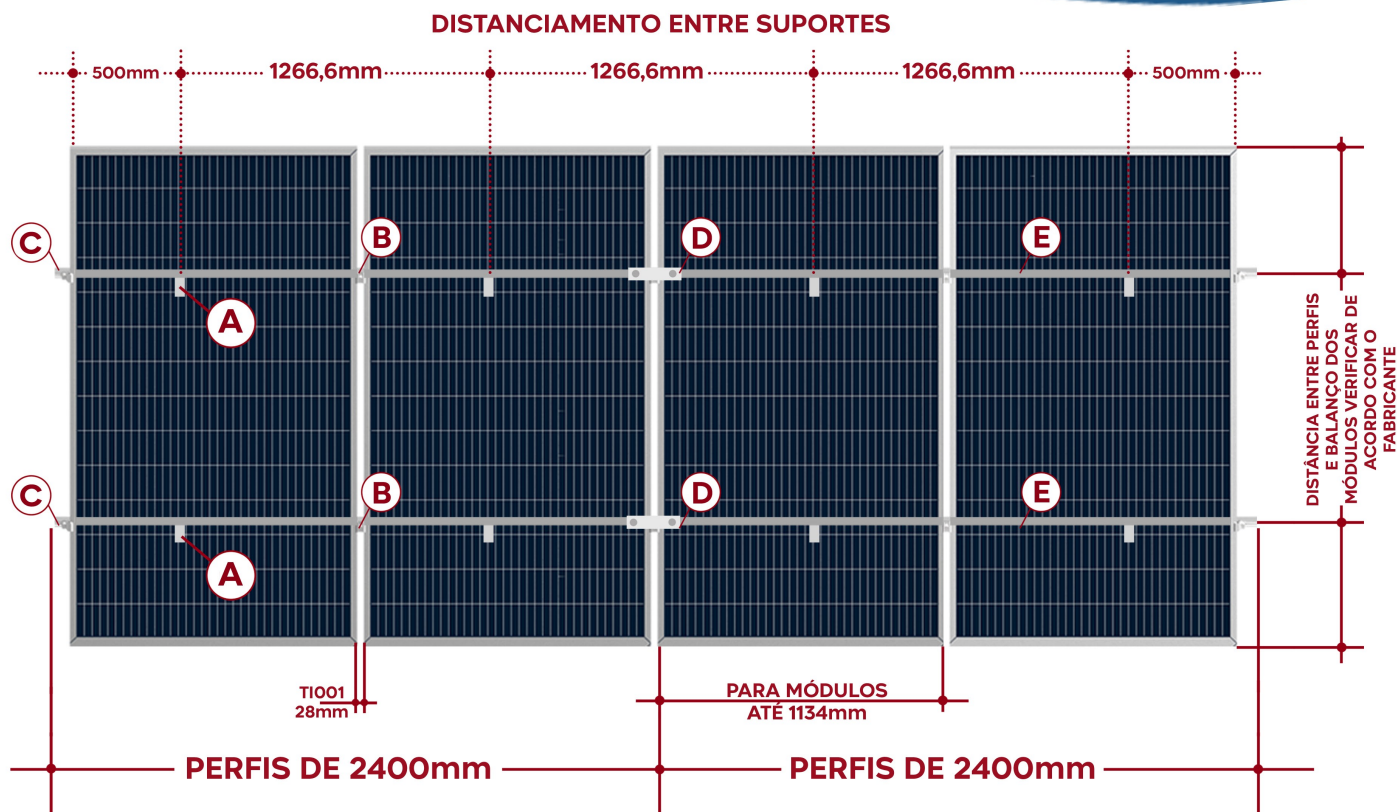 DISTANCIAMENTO ENTRE SUPORTES
500mm 1266,6mm 1266,6mm 1266,6mm 500mm
C B D E
A
C B D E
A
DISTÂNCIA ENTRE PERFIS
E BALANÇO DOS
MÓDULOS VERIFICAR DE
ACORDO COM O
FABRICANTE
TI001
28mm
PARA MÓDULOS
ATÉ 1134mm
PERFIS DE 2400mm PERFIS DE 2400mm